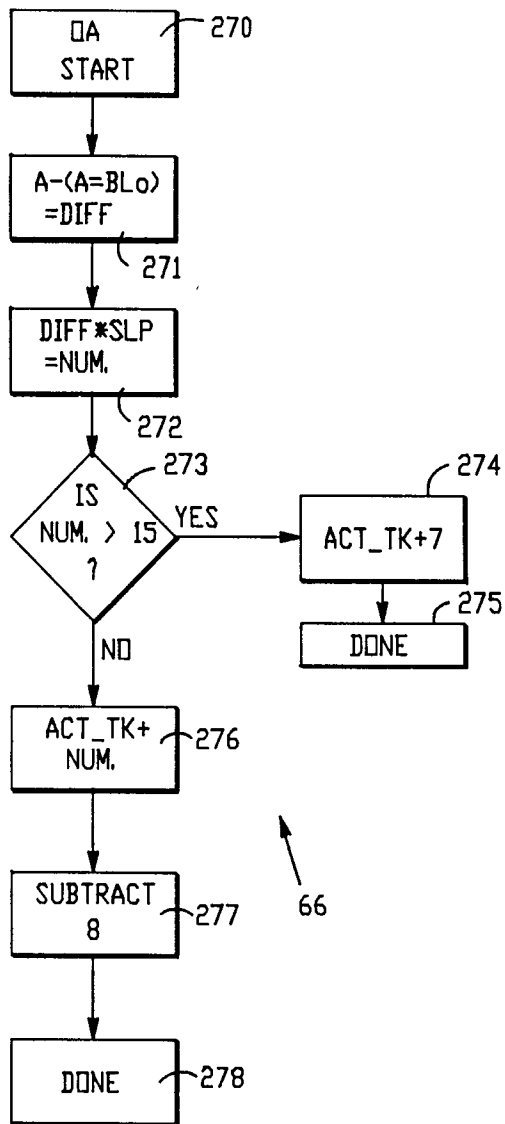 OA
START
270
A-(A=BLo)
=DIFF
271
DIFF*SLP
=NUM.
272
273
IS
NUM. > 15
?
YES
NO
274
ACT_TK+7
275
DONE
ACT_TK+
NUM.
276
SUBTRACT
8
277
66
DONE
278